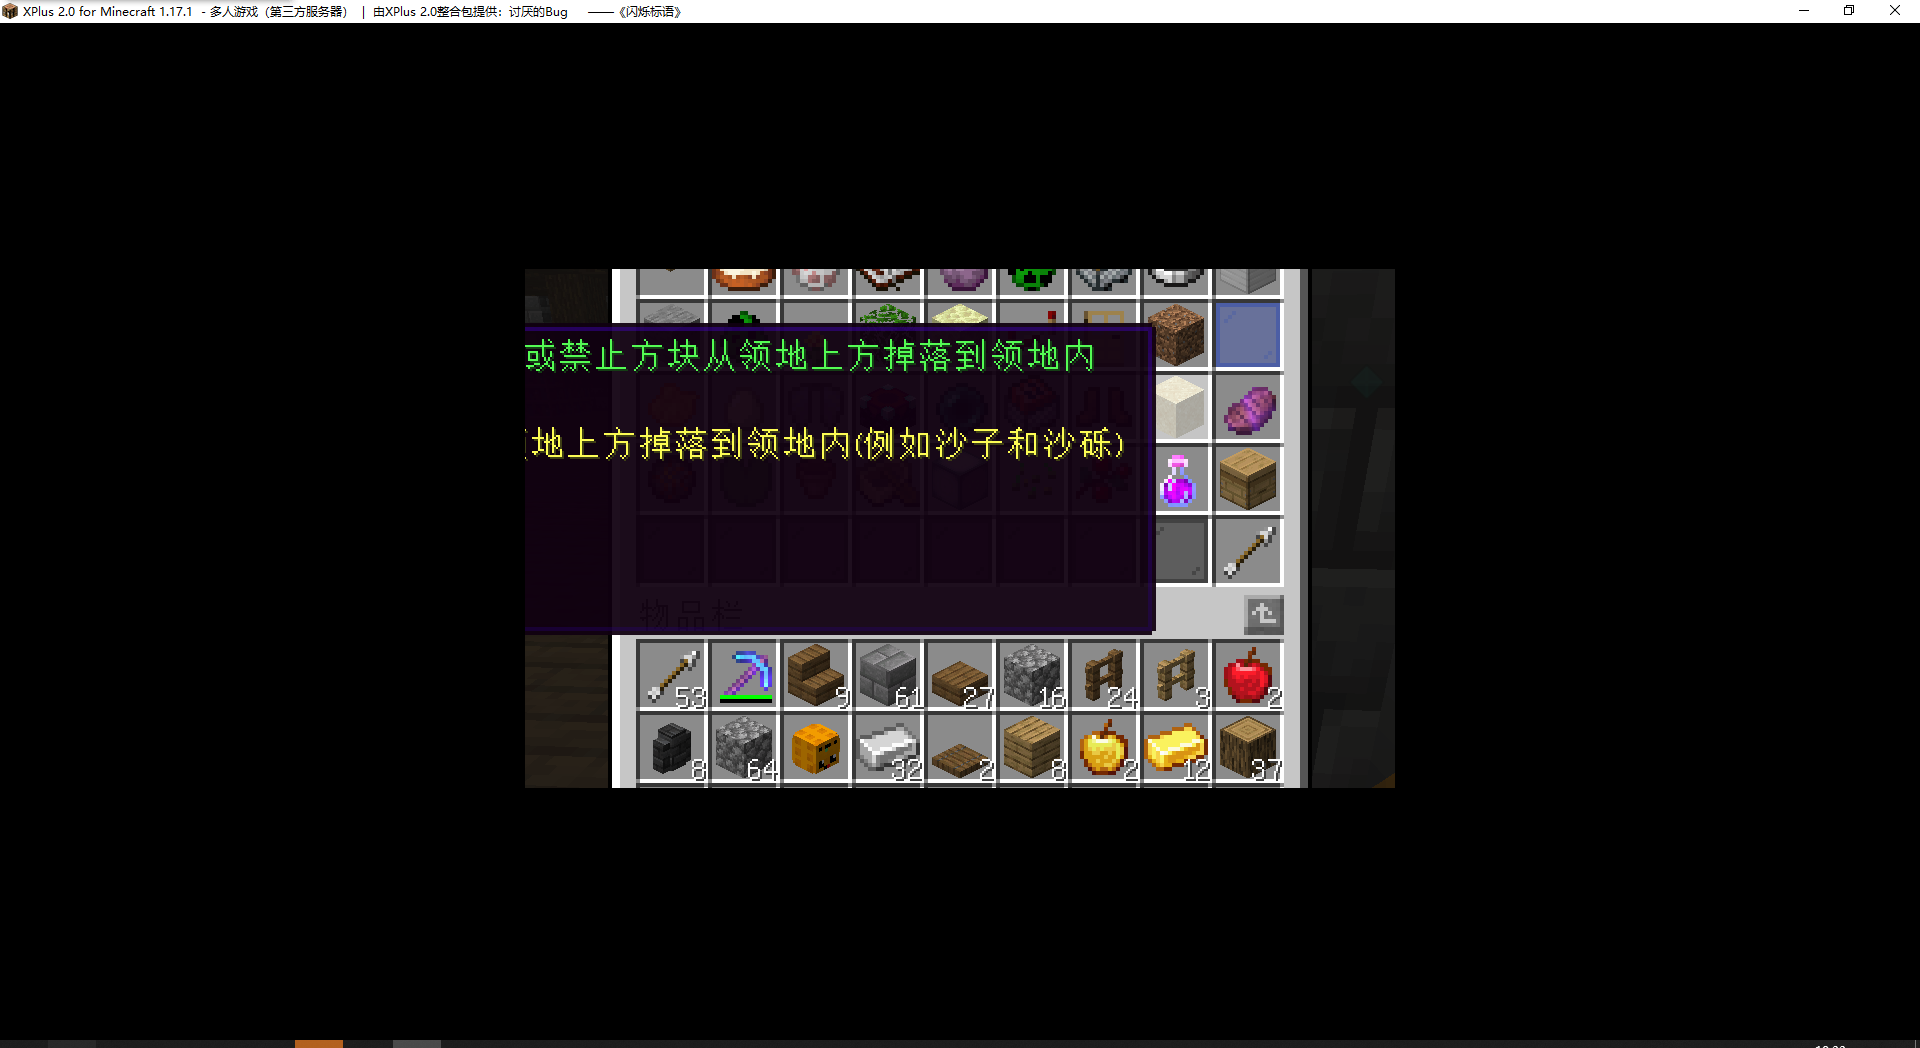 XPlus 2.0 for Minecraft 1.17.1 - 多人游戏（第三方服务器） | 由XPlus 2.0整合包提供：讨厌的Bug ——《闪烁标语》
或禁止方块从领地上方掉落到领地内
地上方掉落到领地内(例如沙子和沙砾)
物品栏
53 9 61 27 16 24 3 2
8 64 32 2 8 2 12 37